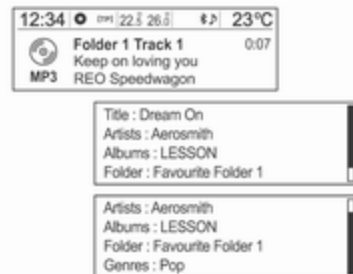 12:34 22.5 26.0 23°C
Folder 1 Track 1 0:07
Keep on loving you
MP3 REO Speedwagon
Title : Dream On
Artists : Aerosmith
Albums : LESSON
Folder : Favourite Folder 1
Artists : Aerosmith
Albums : LESSON
Folder : Favourite Folder 1
Genres : Pop